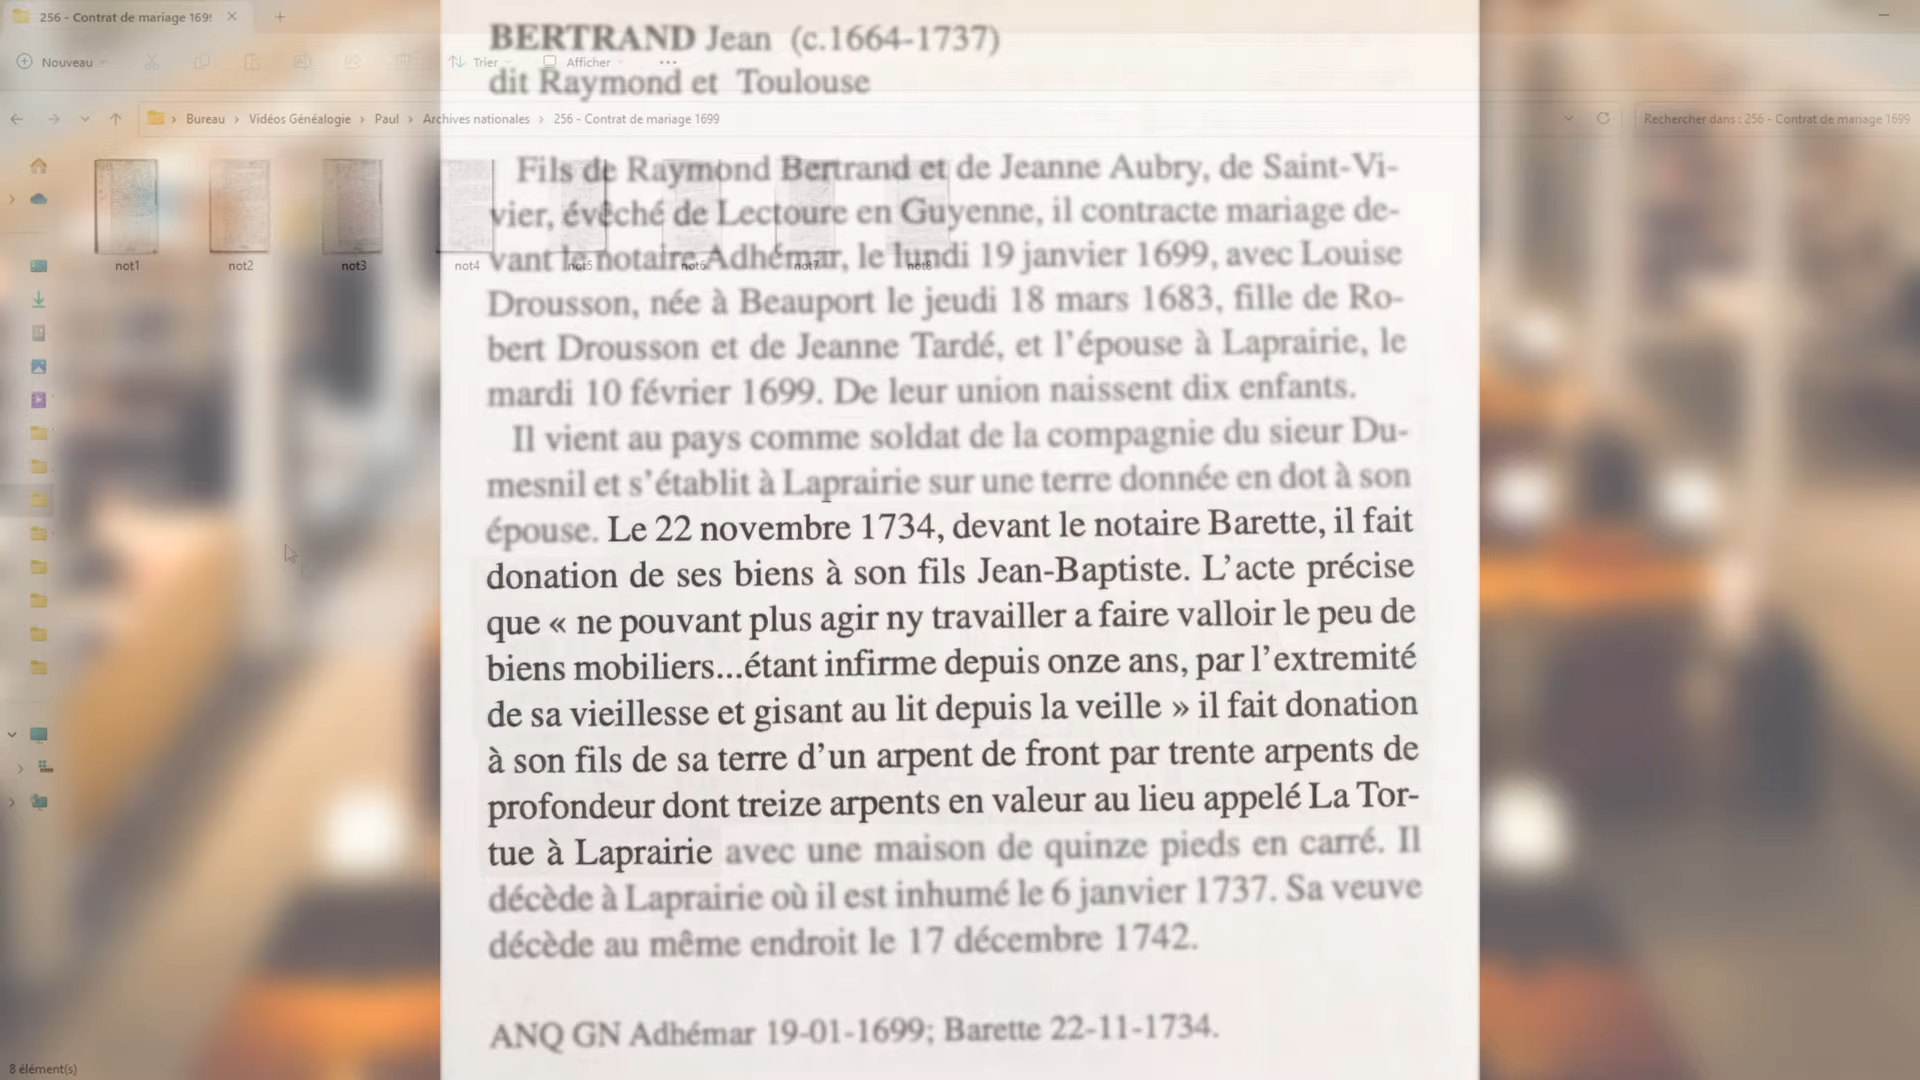 256 - Contrat de mariage 169
Nouveau
Trier
Afficher
Bureau > Vidéos Généalogie > Paul > Archives nationales > 256 - Contrat de mariage 1699
Rechercher dans : 256 - Contrat de mariage 1699
not1
not2
not3
not4
not5
not6
not7
not8
8 élément(s)
BERTRAND Jean (c.1664-1737)
dit Raymond et Toulouse
Fils de Raymond Bertrand et de Jeanne Aubry, de Saint-Vi-
vier, évêché de Lectoure en Guyenne, il contracte mariage de-
vant le notaire Adhémar, le lundi 19 janvier 1699, avec Louise
Drousson, née à Beauport le jeudi 18 mars 1683, fille de Ro-
bert Drousson et de Jeanne Tardé, et l'épouse à Laprairie, le
mardi 10 février 1699. De leur union naissent dix enfants.
Il vient au pays comme soldat de la compagnie du sieur Du-
mesnil et s'établit à Laprairie sur une terre donnée en dot à son
épouse. Le 22 novembre 1734, devant le notaire Barette, il fait
donation de ses biens à son fils Jean-Baptiste. L'acte précise
que « ne pouvant plus agir ny travailler a faire valloir le peu de
biens mobiliers...étant infirme depuis onze ans, par l'extremité
de sa vieillesse et gisant au lit depuis la veille » il fait donation
à son fils de sa terre d'un arpent de front par trente arpents de
profondeur dont treize arpents en valeur au lieu appelé La Tor-
tue à Laprairie avec une maison de quinze pieds en carré. Il
décède à Laprairie où il est inhumé le 6 janvier 1737. Sa veuve
décède au même endroit le 17 décembre 1742.
ANQ GN Adhémar 19-01-1699; Barette 22-11-1734.